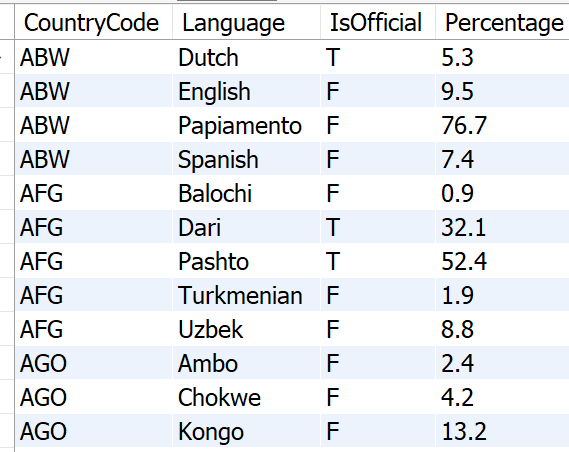 CountryCode Language IsOfficial Percentage
ABW Dutch T 5.3
ABW English F 9.5
ABW Papiamento F 76.7
ABW Spanish F 7.4
AFG Balochi F 0.9
AFG Dari T 32.1
AFG Pashto T 52.4
AFG Turkmenian F 1.9
AFG Uzbek F 8.8
AGO Ambo F 2.4
AGO Chokwe F 4.2
AGO Kongo F 13.2